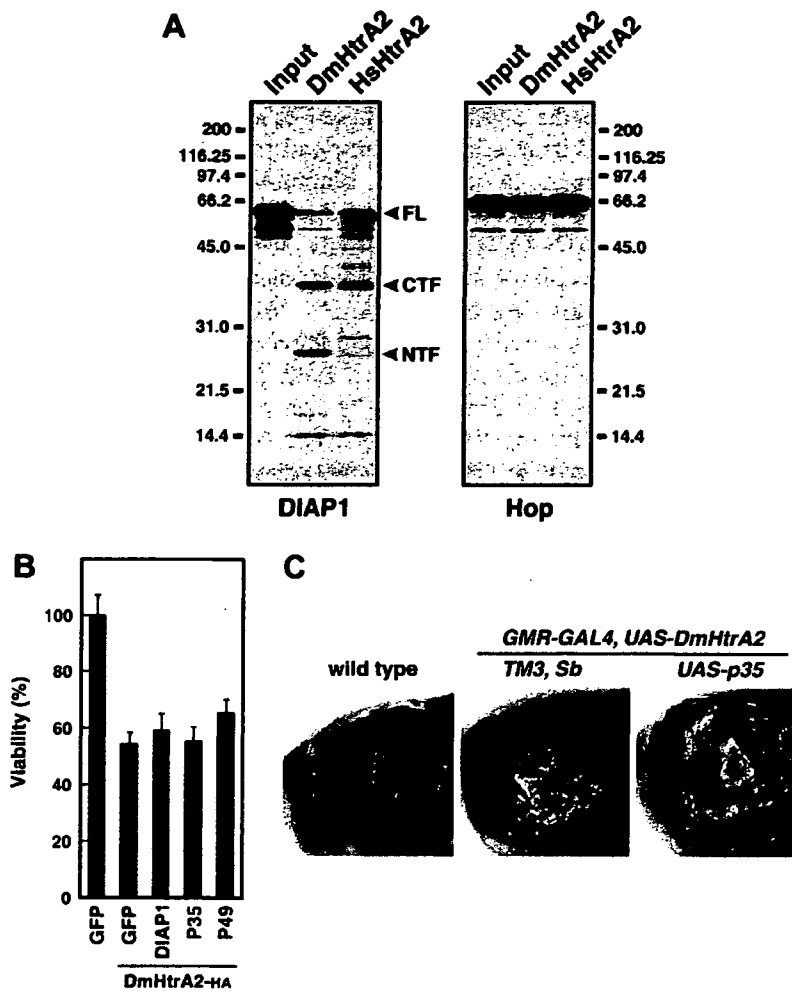 A
Input DmHtrA2 HsHtrA2
Input DmHtrA2 HsHtrA2
200
116.25
97.4
66.2
45.0
31.0
21.5
14.4
FL
CTF
NTF
200
116.25
97.4
66.2
45.0
31.0
21.5
14.4
DIAP1
Hop
B
Viability (%)
100
80
60
40
20
0
GFP GFP DIAP1 P35 P49
DmHtrA2-HA
C
GMR-GAL4, UAS-DmHtrA2
wild type TM3, Sb UAS-p35